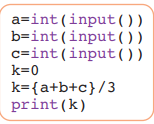 a=int(input())
b=int(input())
c=int(input())
k=0
k={a+b+c}/3
print(k)